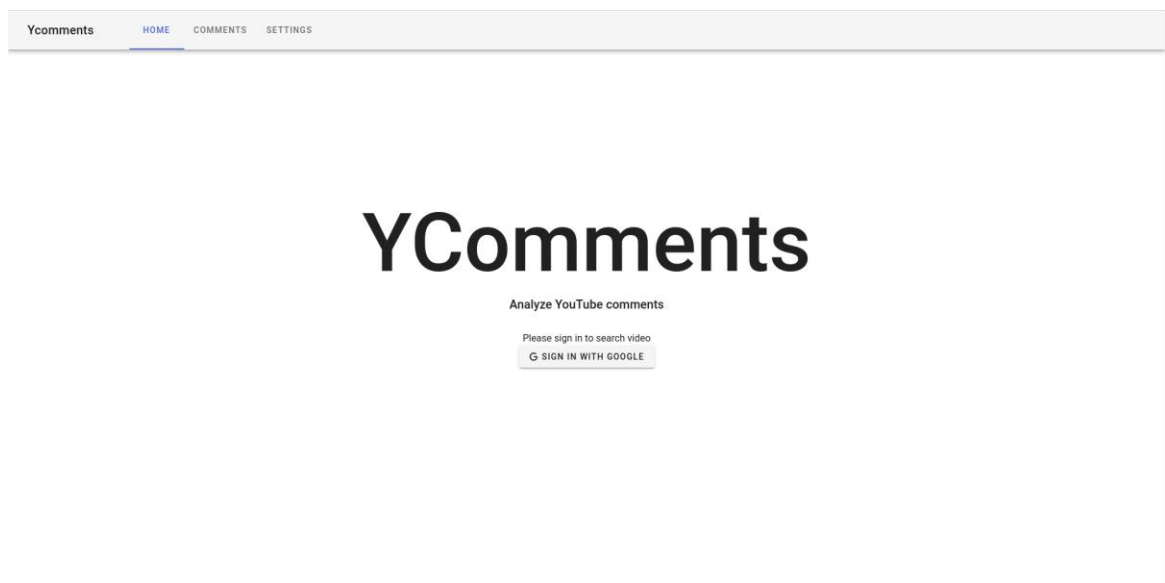 Ycomments HOME COMMENTS SETTINGS
YComments
Analyze YouTube comments
Please sign in to search video
G SIGN IN WITH GOOGLE